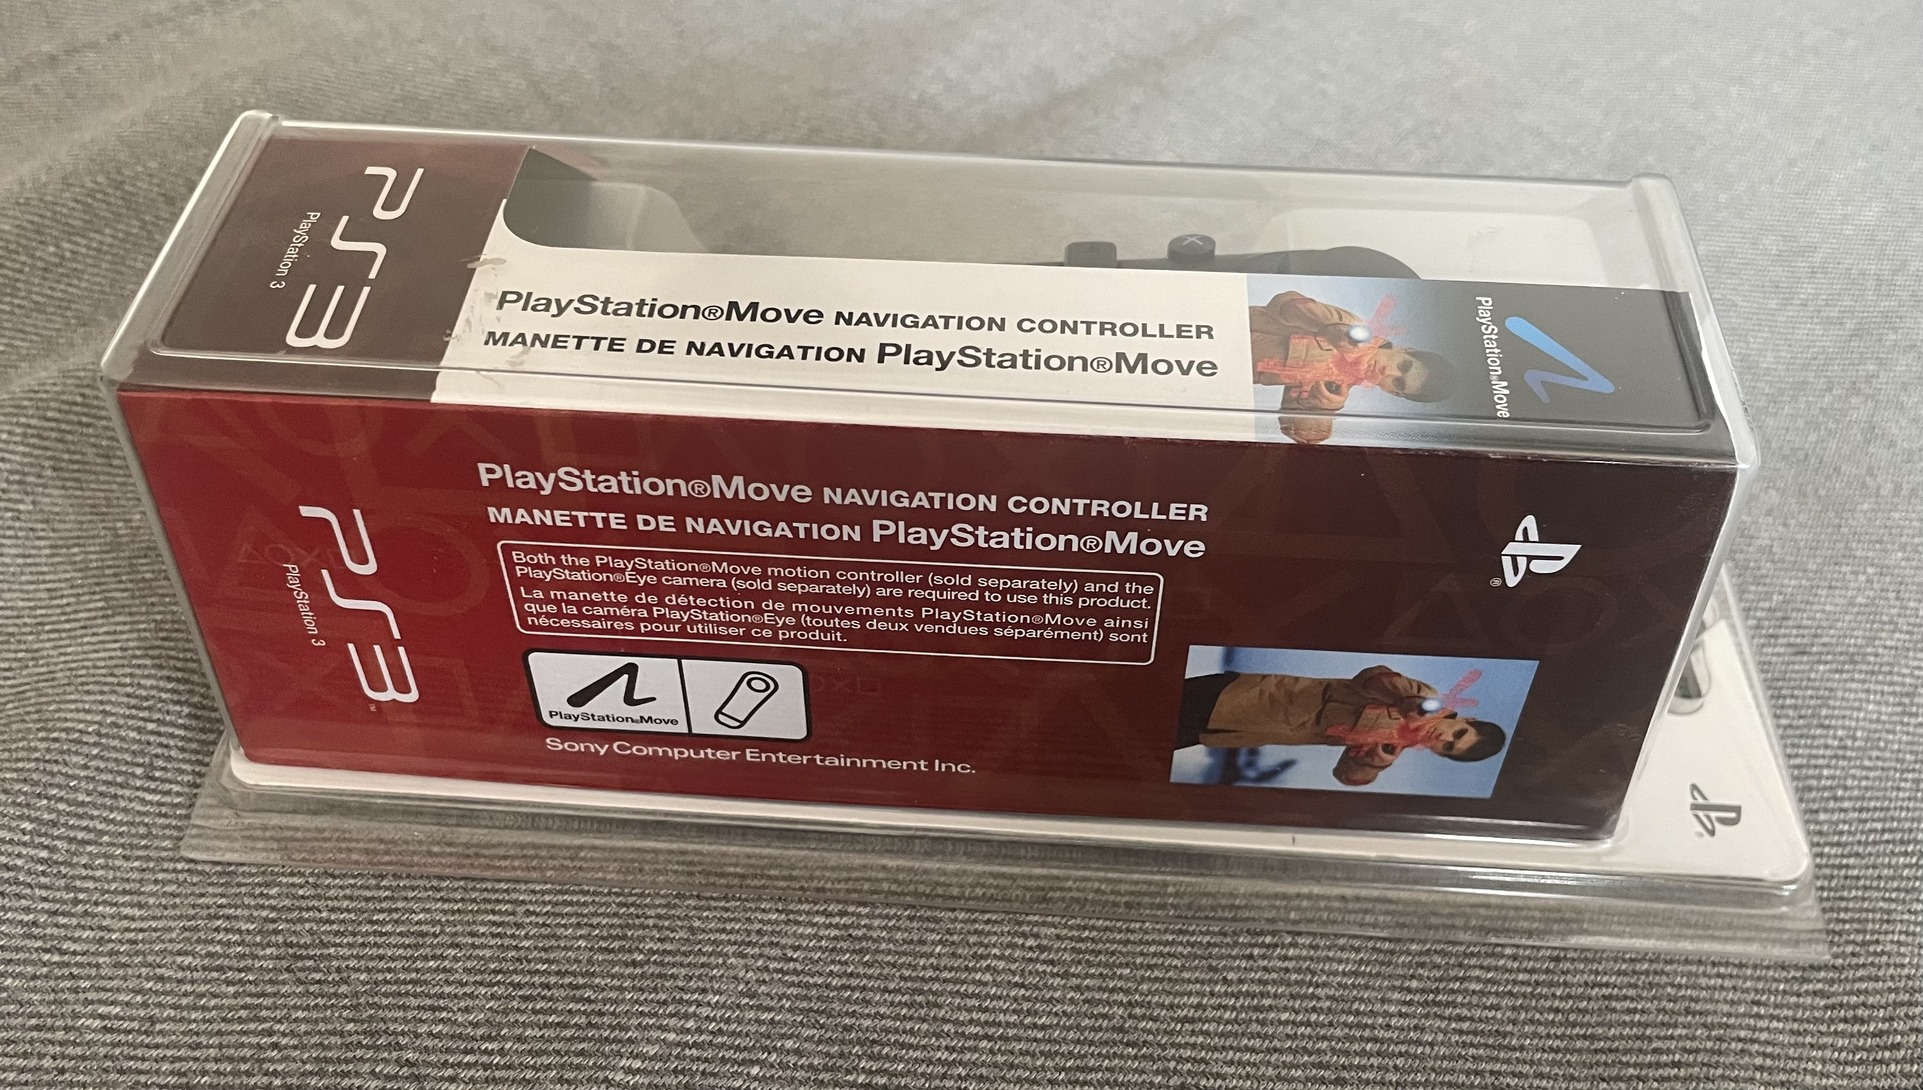 PS3
PlayStation 3
PlayStation®Move NAVIGATION CONTROLLER
MANETTE DE NAVIGATION PlayStation®Move
PlayStation®Move
PS3™
PlayStation 3
PlayStation®Move NAVIGATION CONTROLLER
MANETTE DE NAVIGATION PlayStation®Move
Both the PlayStation®Move motion controller (sold separately) and the
PlayStation®Eye camera (sold separately) are required to use this product.
La manette de détection de mouvements PlayStation®Move ainsi
que la caméra PlayStation®Eye (toutes deux vendues séparément) sont
nécessaires pour utiliser ce produit.
PlayStation®Move
Sony Computer Entertainment Inc.
®